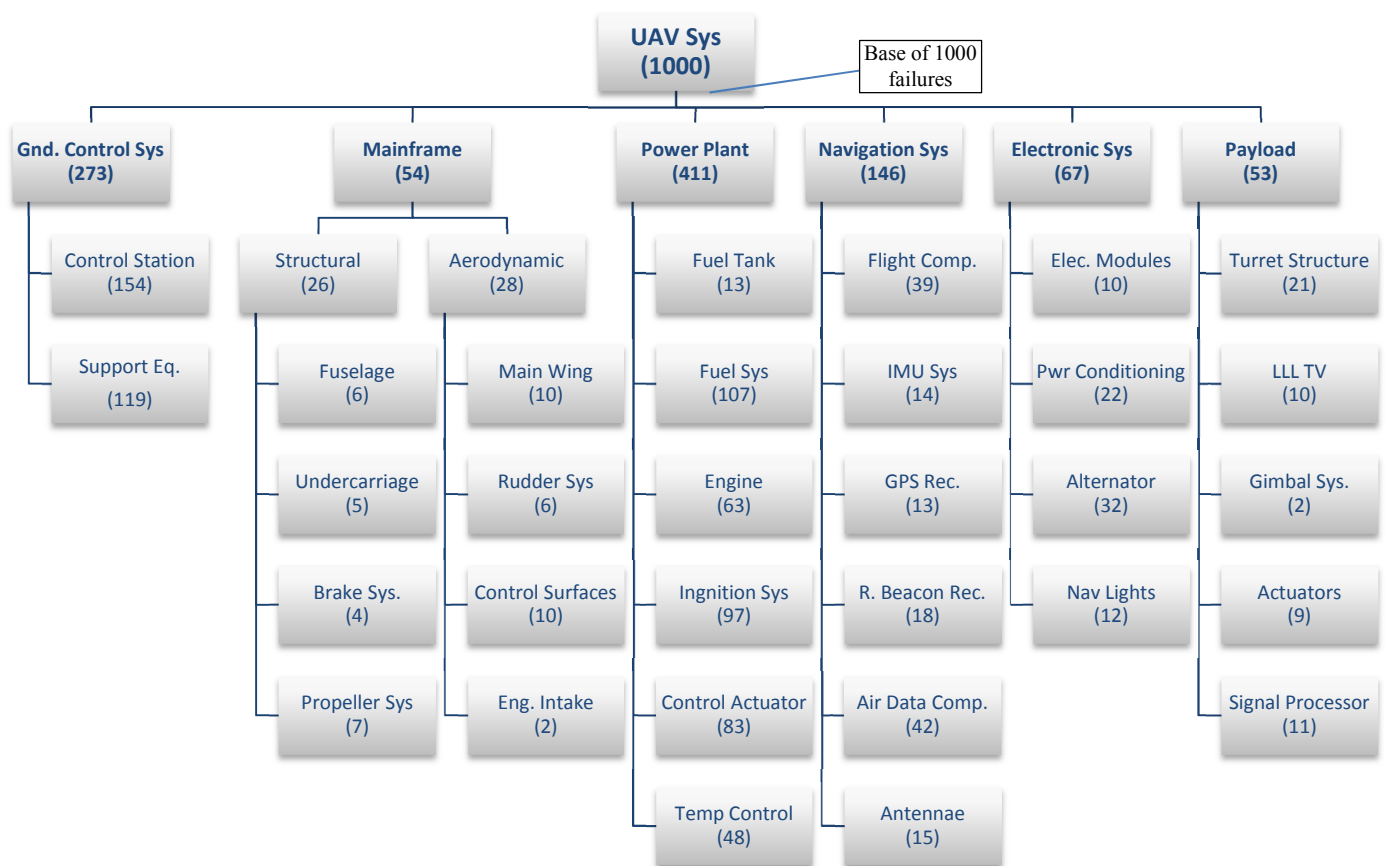 UAV Sys
(1000)
Base of 1000
failures
Gnd. Control Sys
(273)
Mainframe
(54)
Power Plant
(411)
Navigation Sys
(146)
Electronic Sys
(67)
Payload
(53)
Control Station
(154)
Support Eq.
(119)
Structural
(26)
Fuselage
(6)
Undercarriage
(5)
Brake Sys.
(4)
Propeller Sys
(7)
Aerodynamic
(28)
Main Wing
(10)
Rudder Sys
(6)
Control Surfaces
(10)
Eng. Intake
(2)
Fuel Tank
(13)
Fuel Sys
(107)
Engine
(63)
Ingnition Sys
(97)
Control Actuator
(83)
Temp Control
(48)
Flight Comp.
(39)
IMU Sys
(14)
GPS Rec.
(13)
R. Beacon Rec.
(18)
Air Data Comp.
(42)
Antennae
(15)
Elec. Modules
(10)
Pwr Conditioning
(22)
Alternator
(32)
Nav Lights
(12)
Turret Structure
(21)
LLL TV
(10)
Gimbal Sys.
(2)
Actuators
(9)
Signal Processor
(11)